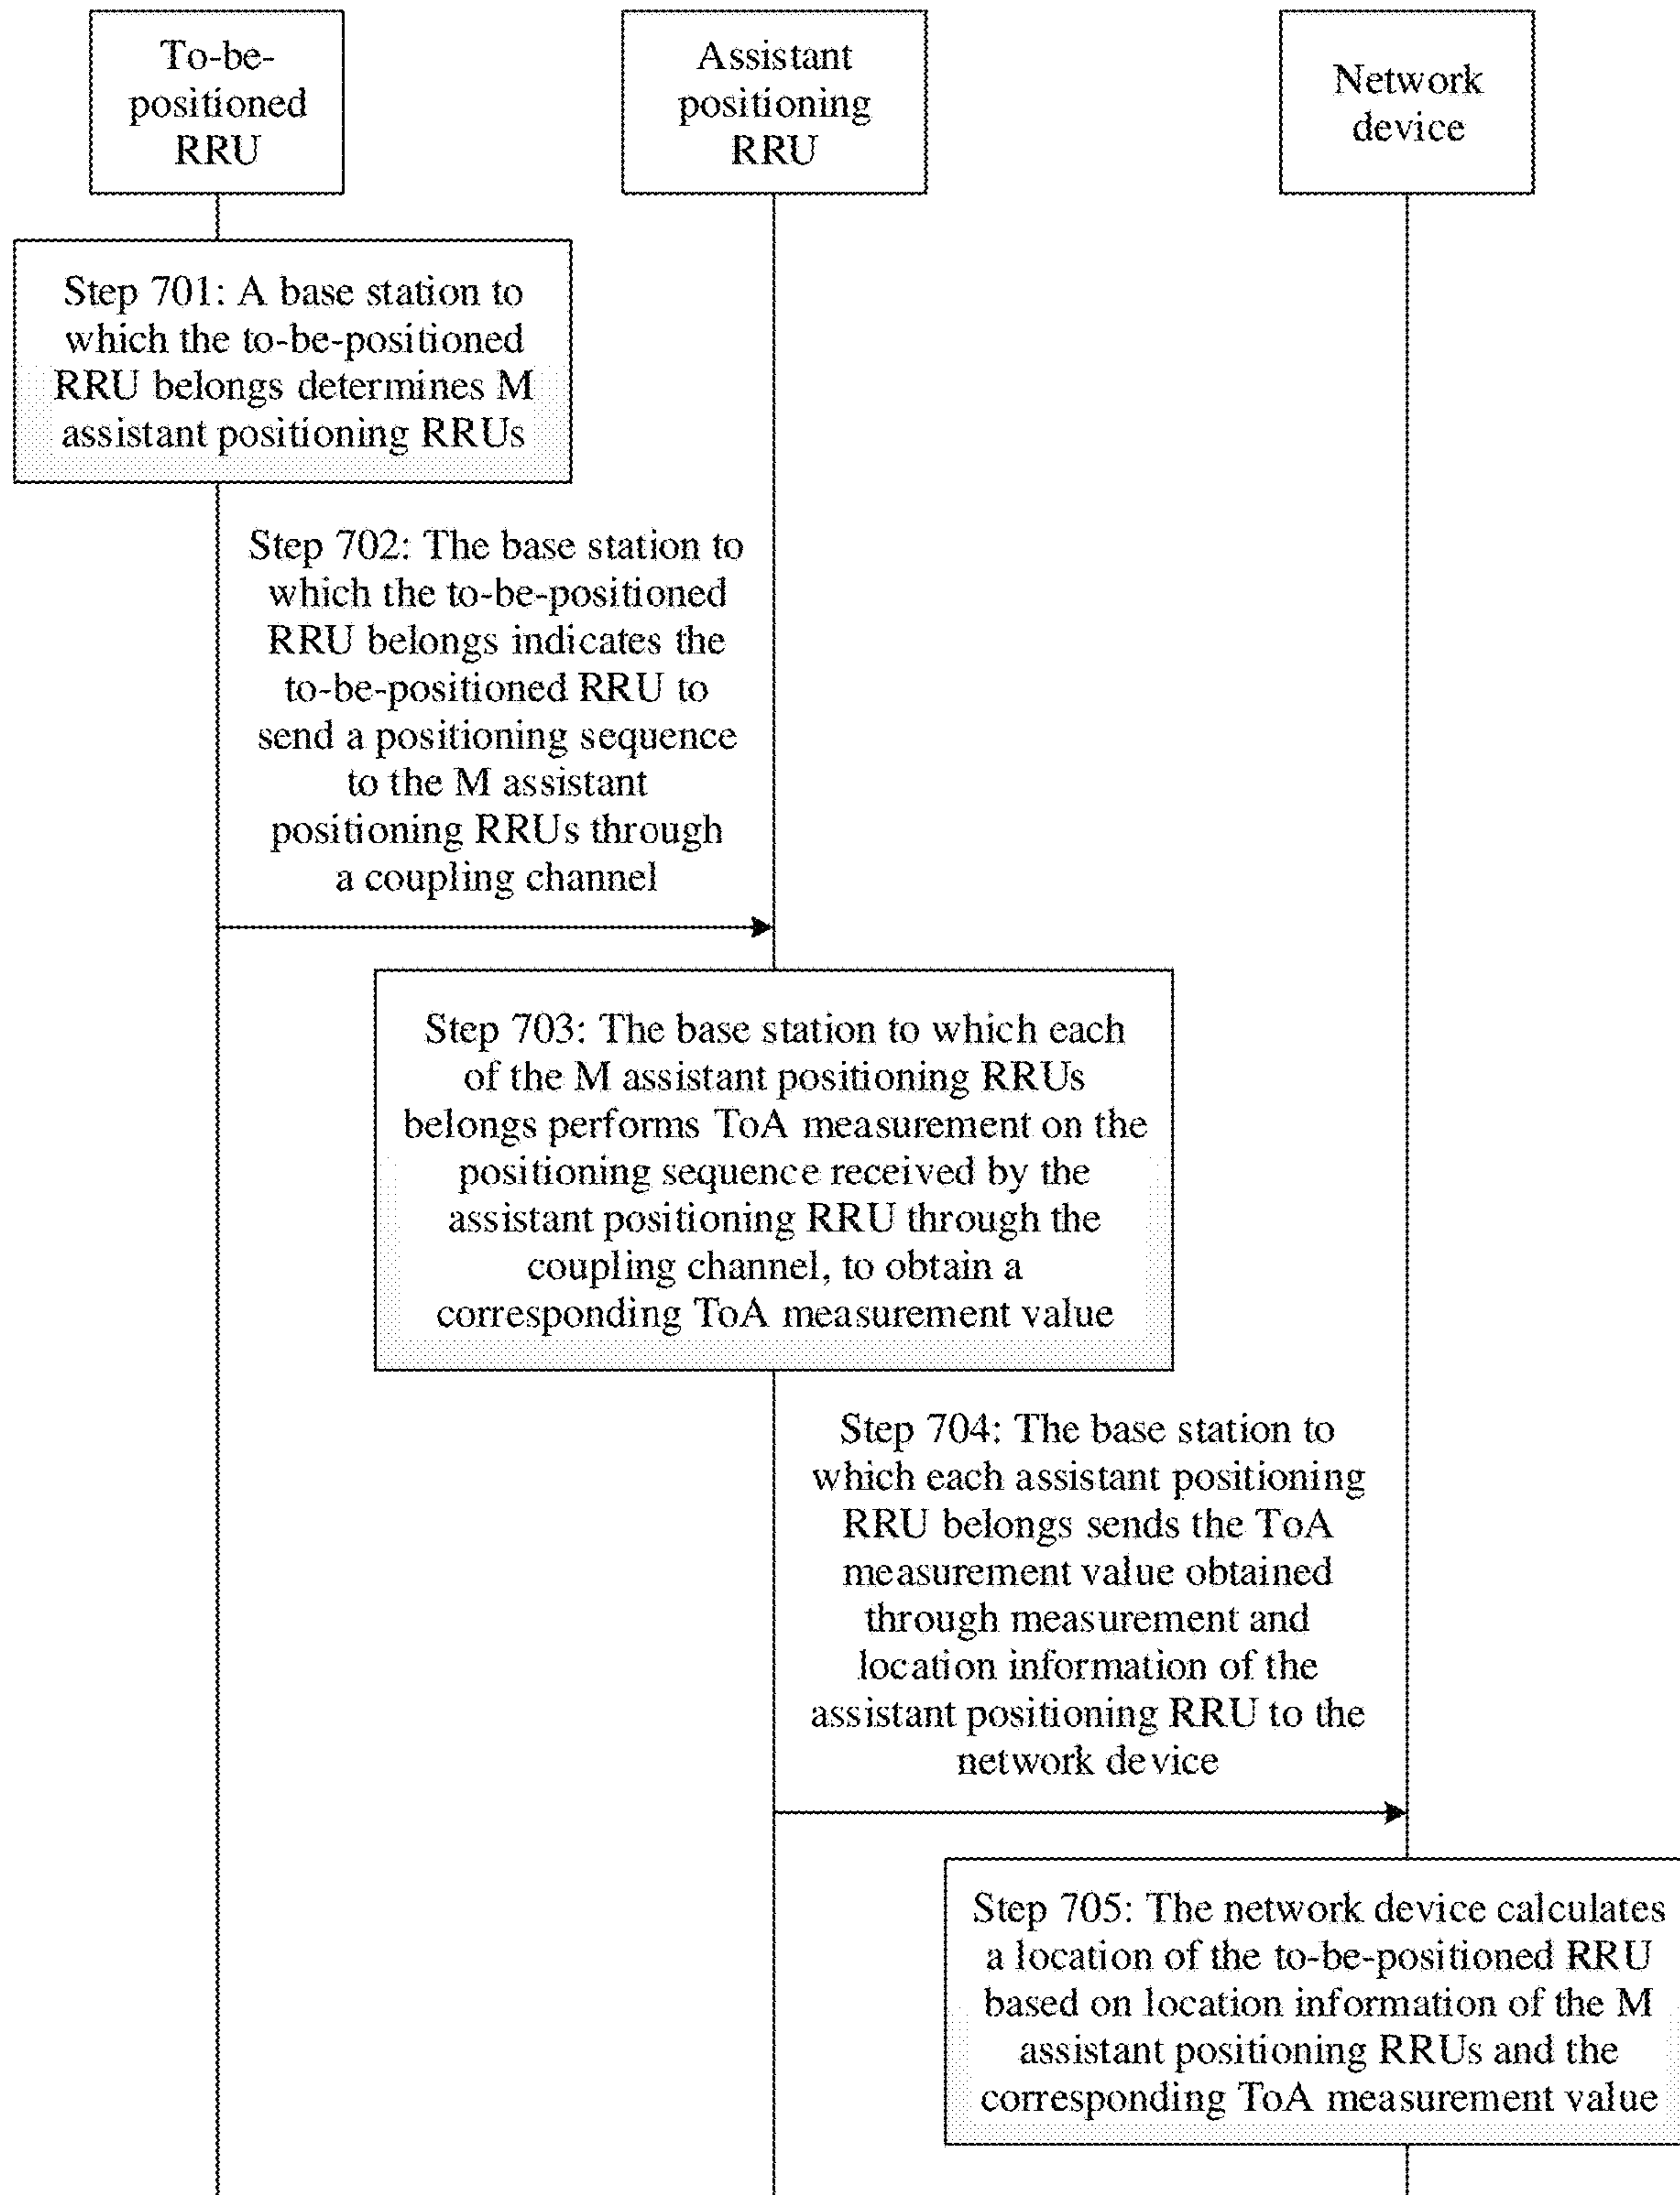 To-be-
positioned
RRU
Assistant
positioning
RRU
Network
device
Step 701: A base station to
which the to-be-positioned
RRU belongs determines M
assistant positioning RRUs
Step 702: The base station to
which the to-be-positioned
RRU belongs indicates the
to-be-positioned RRU to
send a positioning sequence
to the M assistant
positioning RRUs through
a coupling channel
Step 703: The base station to which each
of the M assistant positioning RRUs
belongs performs ToA measurement on the
positioning sequence received by the
assistant positioning RRU through the
coupling channel, to obtain a
corresponding ToA measurement value
Step 704: The base station to
which each assistant positioning
RRU belongs sends the ToA
measurement value obtained
through measurement and
location information of the
assistant positioning RRU to the
network device
Step 705: The network device calculates
a location of the to-be-positioned RRU
based on location information of the M
assistant positioning RRUs and the
corresponding ToA measurement value